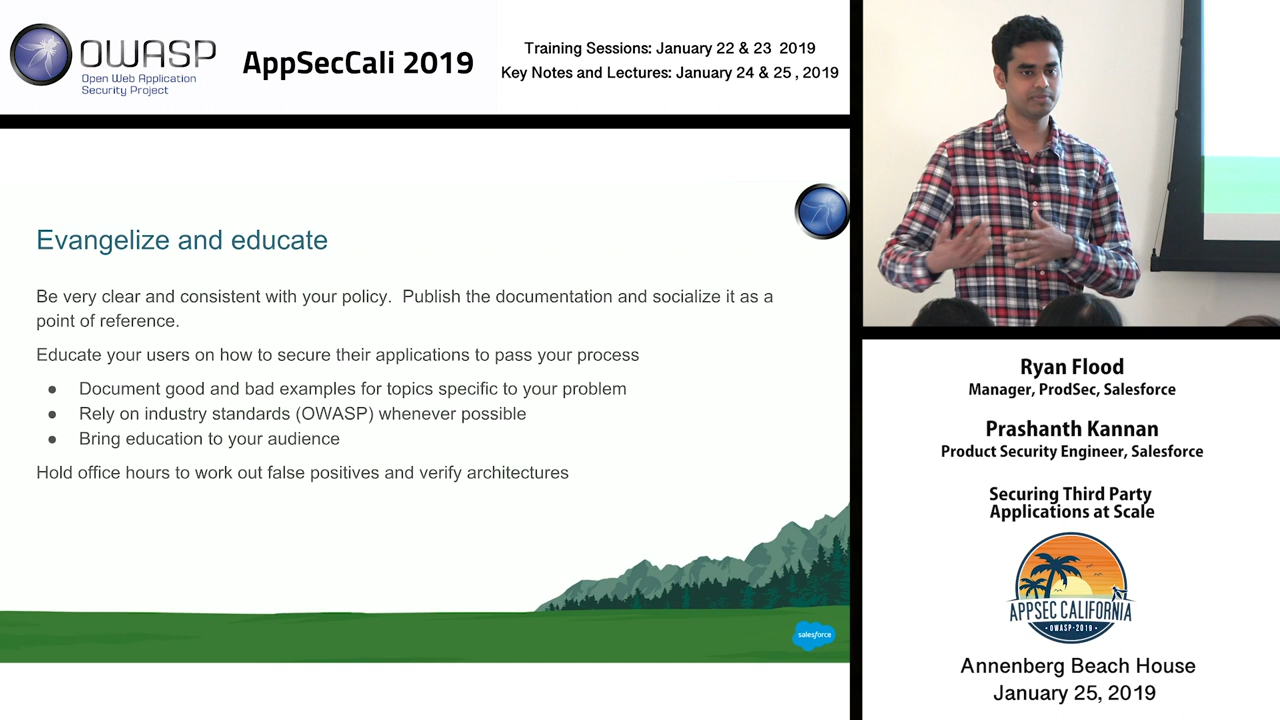 OWASP
Open Web Application
Security Project
AppSecCali 2019
Training Sessions: January 22 & 23 2019
Key Notes and Lectures: January 24 & 25 , 2019
Evangelize and educate
Be very clear and consistent with your policy. Publish the documentation and socialize it as a
point of reference.
Educate your users on how to secure their applications to pass your process
● Document good and bad examples for topics specific to your problem
● Rely on industry standards (OWASP) whenever possible
● Bring education to your audience
Hold office hours to work out false positives and verify architectures
salesforce
Ryan Flood
Manager, ProdSec, Salesforce
Prashanth Kannan
Product Security Engineer, Salesforce
Securing Third Party
Applications at Scale
APPSEC CALIFORNIA
• OWASP-2019 •
Annenberg Beach House
January 25, 2019